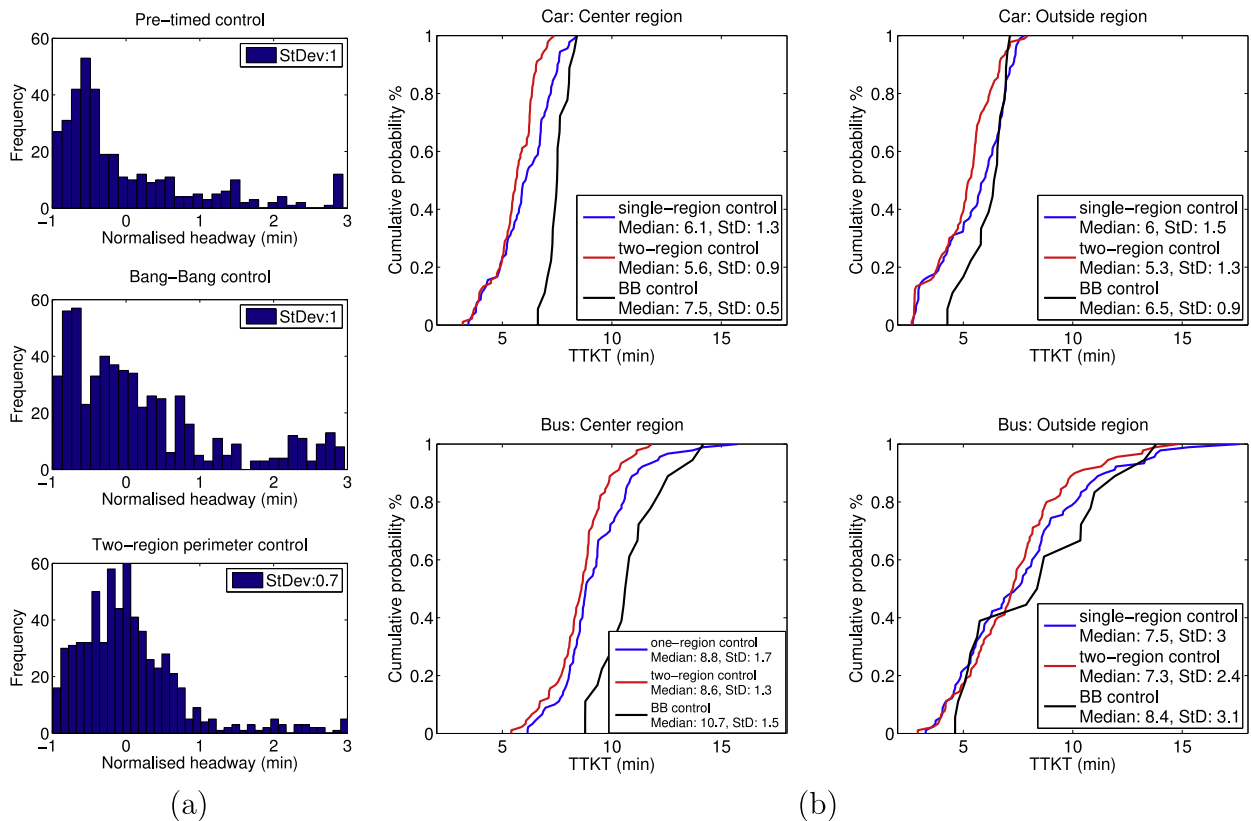 Pre-timed control
60
40
20
0
Frequency
StDev:1
-1 0 1 2 3
Normalised headway (min)
Bang-Bang control
60
40
20
0
Frequency
StDev:1
-1 0 1 2 3
Normalised headway (min)
Two-region perimeter control
60
40
20
0
Frequency
StDev:0.7
-1 0 1 2 3
Normalised headway (min)
(a)
Car: Center region
1
0.8
0.6
0.4
0.2
0
Cumulative probability %
single-region control
Median: 6.1, StD: 1.3
two-region control
Median: 5.6, StD: 0.9
BB control
Median: 7.5, StD: 0.5
5 10 15
TTKT (min)
Car: Outside region
1
0.8
0.6
0.4
0.2
0
Cumulative probability %
single-region control
Median: 6, StD: 1.5
two-region control
Median: 5.3, StD: 1.3
BB control
Median: 6.5, StD: 0.9
5 10 15
TTKT (min)
Bus: Center region
1
0.8
0.6
0.4
0.2
0
Cumulative probability %
one-region control
Median: 8.8, StD: 1.7
two-region control
Median: 8.6, StD: 1.3
BB control
Median: 10.7, StD: 1.5
5 10 15
TTKT (min)
Bus: Outside region
1
0.8
0.6
0.4
0.2
0
Cumulative probability %
single-region control
Median: 7.5, StD: 3
two-region control
Median: 7.3, StD: 2.4
BB control
Median: 8.4, StD: 3.1
5 10 15
TTKT (min)
(b)